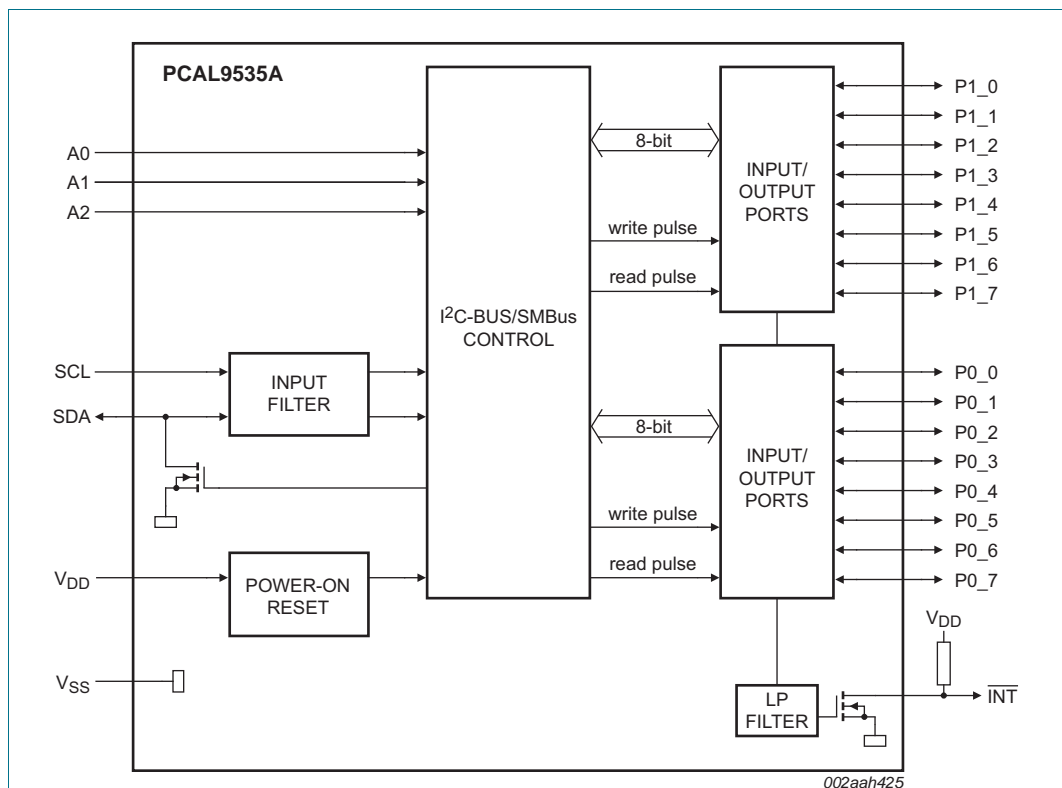 PCAL9535A
A0
A1
A2
SCL
SDA
VDD
VSS
INPUT
FILTER
POWER-ON
RESET
I2C-BUS/SMBus
CONTROL
8-bit
write pulse
read pulse
INPUT/
OUTPUT
PORTS
P1_0
P1_1
P1_2
P1_3
P1_4
P1_5
P1_6
P1_7
8-bit
write pulse
read pulse
INPUT/
OUTPUT
PORTS
P0_0
P0_1
P0_2
P0_3
P0_4
P0_5
P0_6
P0_7
VDD
INT
LP
FILTER
002aah425